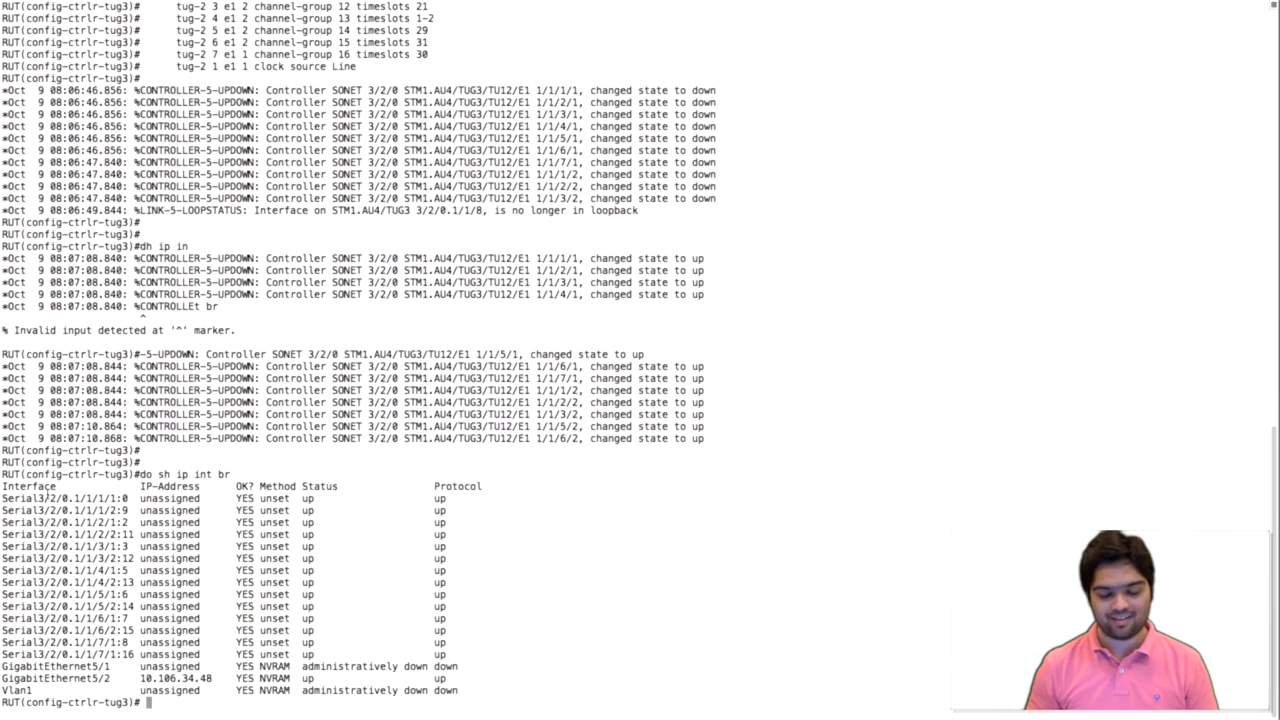 RUT(config-ctrlr-tug3)#      tug-2 3 e1 2 channel-group 12 timeslots 21
RUT(config-ctrlr-tug3)#      tug-2 4 e1 2 channel-group 13 timeslots 1-2
RUT(config-ctrlr-tug3)#      tug-2 5 e1 2 channel-group 14 timeslots 29
RUT(config-ctrlr-tug3)#      tug-2 6 e1 2 channel-group 15 timeslots 31
RUT(config-ctrlr-tug3)#      tug-2 7 e1 1 channel-group 16 timeslots 30
RUT(config-ctrlr-tug3)#      tug-2 1 e1 1 clock source Line
RUT(config-ctrlr-tug3)#
*Oct  9 08:06:46.856: %CONTROLLER-5-UPDOWN: Controller SONET 3/2/0 STM1.AU4/TUG3/TU12/E1 1/1/1/1, changed state to down
*Oct  9 08:06:46.856: %CONTROLLER-5-UPDOWN: Controller SONET 3/2/0 STM1.AU4/TUG3/TU12/E1 1/1/2/1, changed state to down
*Oct  9 08:06:46.856: %CONTROLLER-5-UPDOWN: Controller SONET 3/2/0 STM1.AU4/TUG3/TU12/E1 1/1/3/1, changed state to down
*Oct  9 08:06:46.856: %CONTROLLER-5-UPDOWN: Controller SONET 3/2/0 STM1.AU4/TUG3/TU12/E1 1/1/4/1, changed state to down
*Oct  9 08:06:46.856: %CONTROLLER-5-UPDOWN: Controller SONET 3/2/0 STM1.AU4/TUG3/TU12/E1 1/1/5/1, changed state to down
*Oct  9 08:06:46.856: %CONTROLLER-5-UPDOWN: Controller SONET 3/2/0 STM1.AU4/TUG3/TU12/E1 1/1/6/1, changed state to down
*Oct  9 08:06:47.840: %CONTROLLER-5-UPDOWN: Controller SONET 3/2/0 STM1.AU4/TUG3/TU12/E1 1/1/7/1, changed state to down
*Oct  9 08:06:47.840: %CONTROLLER-5-UPDOWN: Controller SONET 3/2/0 STM1.AU4/TUG3/TU12/E1 1/1/1/2, changed state to down
*Oct  9 08:06:47.840: %CONTROLLER-5-UPDOWN: Controller SONET 3/2/0 STM1.AU4/TUG3/TU12/E1 1/1/2/2, changed state to down
*Oct  9 08:06:47.840: %CONTROLLER-5-UPDOWN: Controller SONET 3/2/0 STM1.AU4/TUG3/TU12/E1 1/1/3/2, changed state to down
*Oct  9 08:06:49.844: %LINK-5-LOOPSTATUS: Interface on STM1.AU4/TUG3 3/2/0.1/1/8, is no longer in loopback
RUT(config-ctrlr-tug3)#
RUT(config-ctrlr-tug3)#
RUT(config-ctrlr-tug3)#dh ip in
*Oct  9 08:07:08.840: %CONTROLLER-5-UPDOWN: Controller SONET 3/2/0 STM1.AU4/TUG3/TU12/E1 1/1/1/1, changed state to up
*Oct  9 08:07:08.840: %CONTROLLER-5-UPDOWN: Controller SONET 3/2/0 STM1.AU4/TUG3/TU12/E1 1/1/2/1, changed state to up
*Oct  9 08:07:08.840: %CONTROLLER-5-UPDOWN: Controller SONET 3/2/0 STM1.AU4/TUG3/TU12/E1 1/1/3/1, changed state to up
*Oct  9 08:07:08.840: %CONTROLLER-5-UPDOWN: Controller SONET 3/2/0 STM1.AU4/TUG3/TU12/E1 1/1/4/1, changed state to up
*Oct  9 08:07:08.840: %CONTROLLEt br
^
% Invalid input detected at '^' marker.
RUT(config-ctrlr-tug3)#-5-UPDOWN: Controller SONET 3/2/0 STM1.AU4/TUG3/TU12/E1 1/1/5/1, changed state to up
*Oct  9 08:07:08.844: %CONTROLLER-5-UPDOWN: Controller SONET 3/2/0 STM1.AU4/TUG3/TU12/E1 1/1/6/1, changed state to up
*Oct  9 08:07:08.844: %CONTROLLER-5-UPDOWN: Controller SONET 3/2/0 STM1.AU4/TUG3/TU12/E1 1/1/7/1, changed state to up
*Oct  9 08:07:08.844: %CONTROLLER-5-UPDOWN: Controller SONET 3/2/0 STM1.AU4/TUG3/TU12/E1 1/1/1/2, changed state to up
*Oct  9 08:07:08.844: %CONTROLLER-5-UPDOWN: Controller SONET 3/2/0 STM1.AU4/TUG3/TU12/E1 1/1/2/2, changed state to up
*Oct  9 08:07:08.844: %CONTROLLER-5-UPDOWN: Controller SONET 3/2/0 STM1.AU4/TUG3/TU12/E1 1/1/3/2, changed state to up
*Oct  9 08:07:10.864: %CONTROLLER-5-UPDOWN: Controller SONET 3/2/0 STM1.AU4/TUG3/TU12/E1 1/1/5/2, changed state to up
*Oct  9 08:07:10.868: %CONTROLLER-5-UPDOWN: Controller SONET 3/2/0 STM1.AU4/TUG3/TU12/E1 1/1/6/2, changed state to up
RUT(config-ctrlr-tug3)#
RUT(config-ctrlr-tug3)#
RUT(config-ctrlr-tug3)#do sh ip int br
Interface              IP-Address      OK? Method Status                Protocol
Serial3/2/0.1/1/1/1:0  unassigned      YES unset  up                    up
Serial3/2/0.1/1/1/2:9  unassigned      YES unset  up                    up
Serial3/2/0.1/1/2/1:2  unassigned      YES unset  up                    up
Serial3/2/0.1/1/2/2:11 unassigned      YES unset  up                    up
Serial3/2/0.1/1/3/1:3  unassigned      YES unset  up                    up
Serial3/2/0.1/1/3/2:12 unassigned      YES unset  up                    up
Serial3/2/0.1/1/4/1:5  unassigned      YES unset  up                    up
Serial3/2/0.1/1/4/2:13 unassigned      YES unset  up                    up
Serial3/2/0.1/1/5/1:6  unassigned      YES unset  up                    up
Serial3/2/0.1/1/5/2:14 unassigned      YES unset  up                    up
Serial3/2/0.1/1/6/1:7  unassigned      YES unset  up                    up
Serial3/2/0.1/1/6/2:15 unassigned      YES unset  up                    up
Serial3/2/0.1/1/7/1:8  unassigned      YES unset  up                    up
Serial3/2/0.1/1/7/1:16 unassigned      YES unset  up                    up
GigabitEthernet5/1     unassigned      YES NVRAM  administratively down down
GigabitEthernet5/2     10.106.34.48    YES NVRAM  up                    up
Vlan1                  unassigned      YES NVRAM  administratively down down
RUT(config-ctrlr-tug3)#